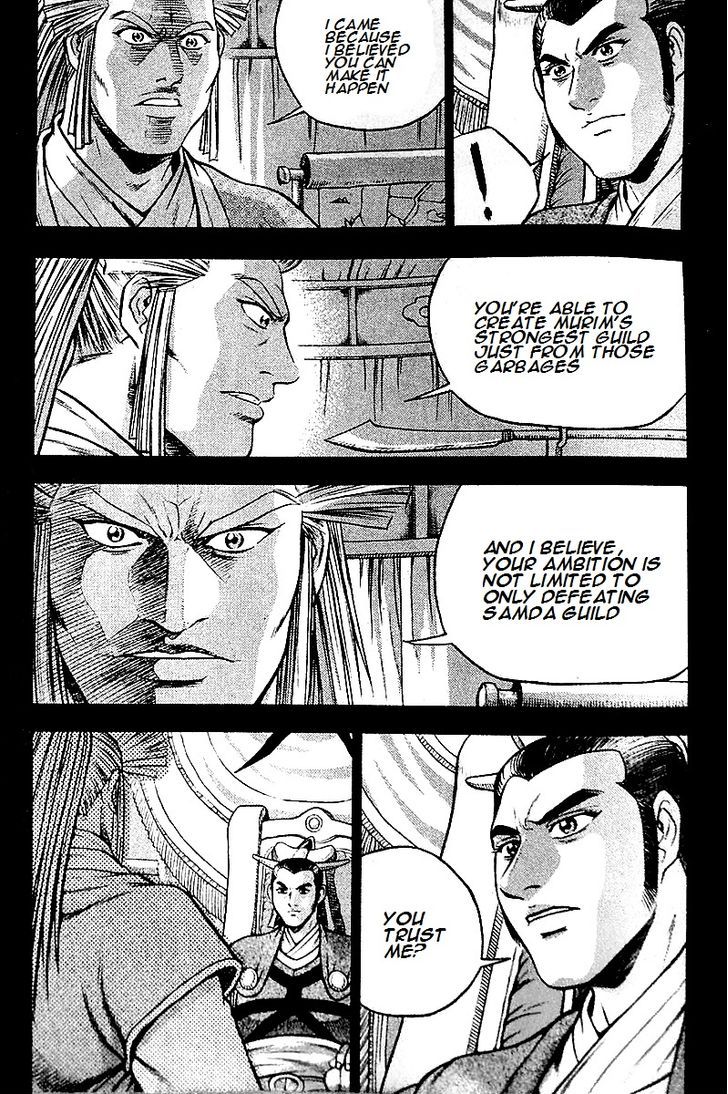 I CAME
BECAUSE
I BELIEVED
YOU CAN
MAKE IT
HAPPEN
!
YOU'RE ABLE TO
CREATE MURIM'S
STRONGEST GUILD
JUST FROM THOSE
GARBAGES
AND I BELIEVE,
YOUR AMBITION IS
NOT LIMITED TO
ONLY DEFEATING
SAMDA GUILD
YOU
TRUST
ME?